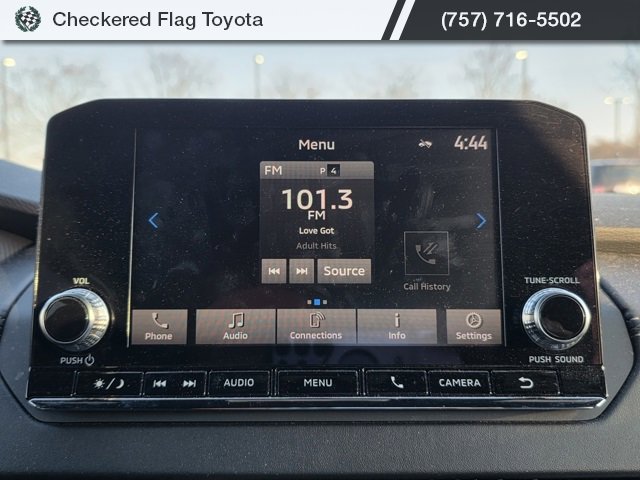 Checkered Flag Toyota
(757) 716-5502
Menu
4:44
FM P 4
101.3
FM
Love Got
Adult Hits
Source
Call History
VOL
TUNE·SCROLL
Phone
Audio
Connections
Info
Settings
PUSH
PUSH SOUND
AUDIO
MENU
CAMERA